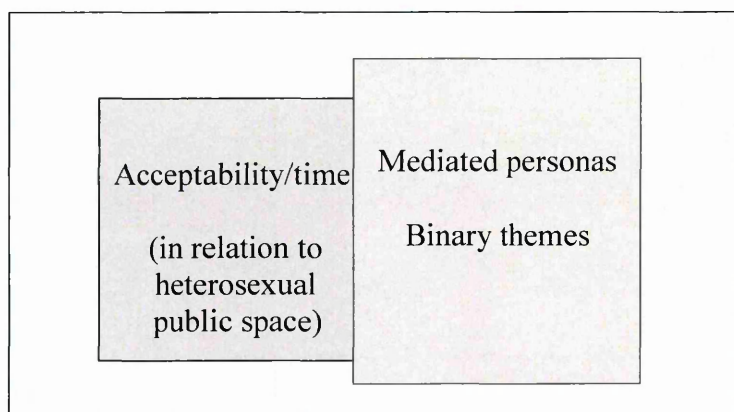 Acceptability/time
(in relation to
heterosexual
public space)
Mediated personas
Binary themes